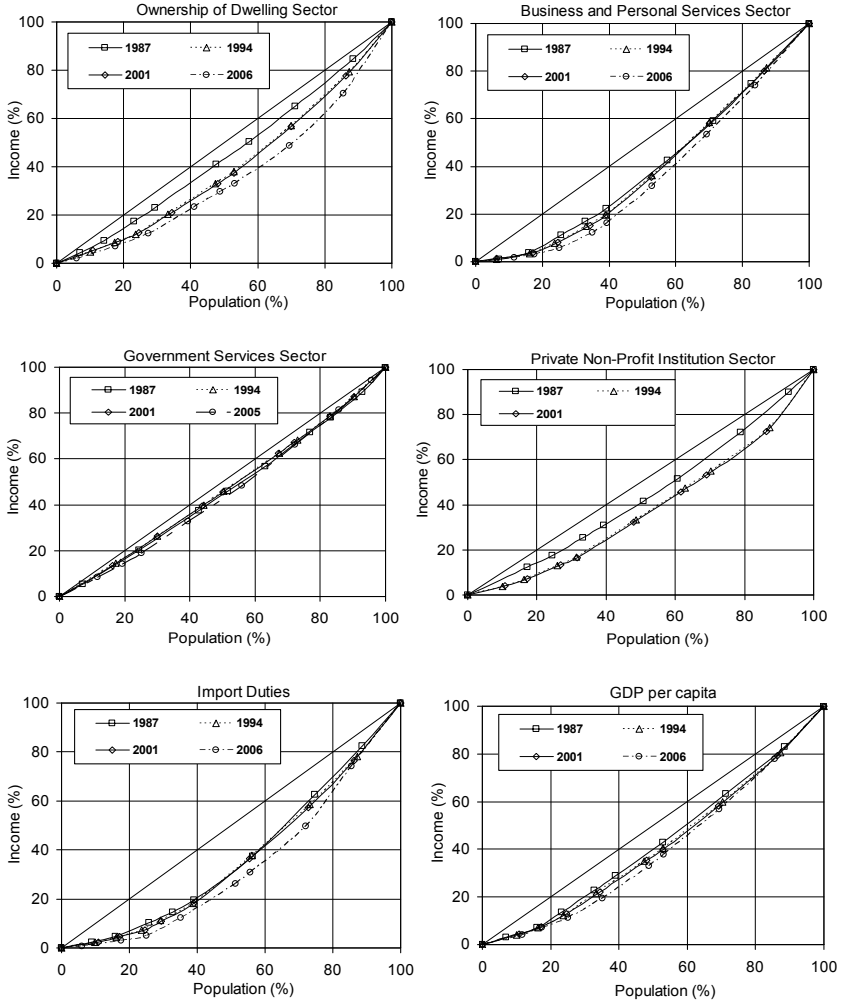 Ownership of Dwelling Sector
100
80
60
40
20
0
Income (%)
1987
1994
2001
2006
0 20 40 60 80 100
Population (%)
Business and Personal Services Sector
100
80
60
40
20
0
Income (%)
1987
1994
2001
2006
0 20 40 60 80 100
Population (%)
Government Services Sector
100
80
60
40
20
0
Income (%)
1987
1994
2001
2005
0 20 40 60 80 100
Population (%)
Private Non-Profit Institution Sector
100
80
60
40
20
0
Income (%)
1987
1994
2001
0 20 40 60 80 100
Population (%)
Import Duties
100
80
60
40
20
0
Income (%)
1987
1994
2001
2006
0 20 40 60 80 100
Population (%)
GDP per capita
100
80
60
40
20
0
Income (%)
1987
1994
2001
2006
0 20 40 60 80 100
Population (%)